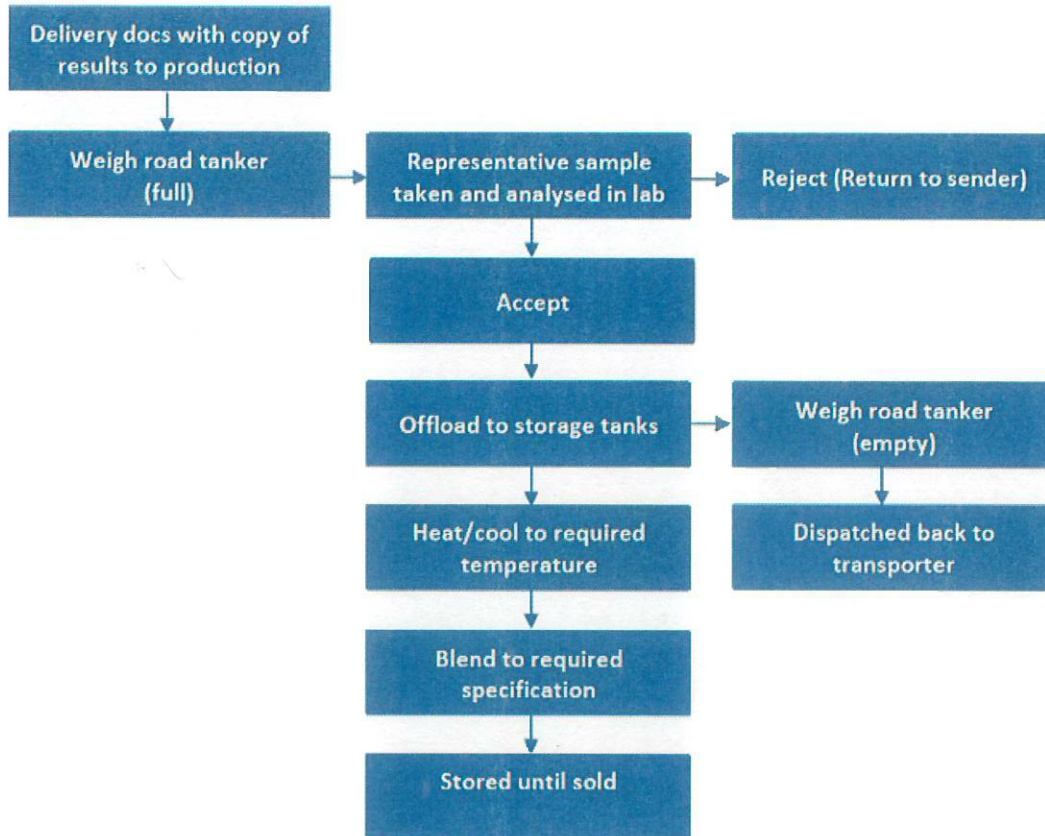 Delivery docs with copy of
results to production
Weigh road tanker
(full)
Representative sample
taken and analysed in lab
Reject (Return to sender)
Accept
Offload to storage tanks
Weigh road tanker
(empty)
Heat/cool to required
temperature
Dispatched back to
transporter
Blend to required
specification
Stored until sold